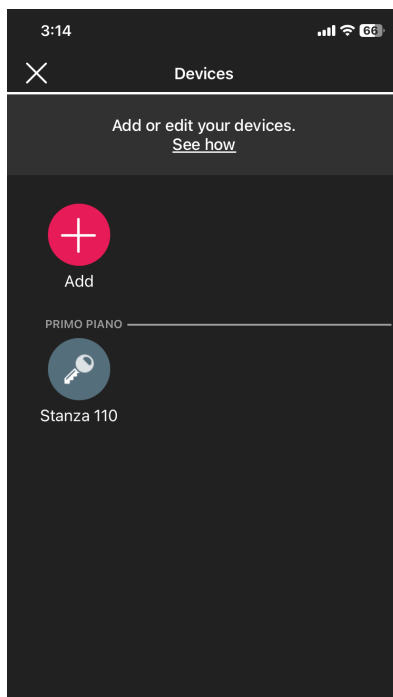 3:14
66
Devices
Add or edit your devices.
See how
Add
PRIMO PIANO
Stanza 110